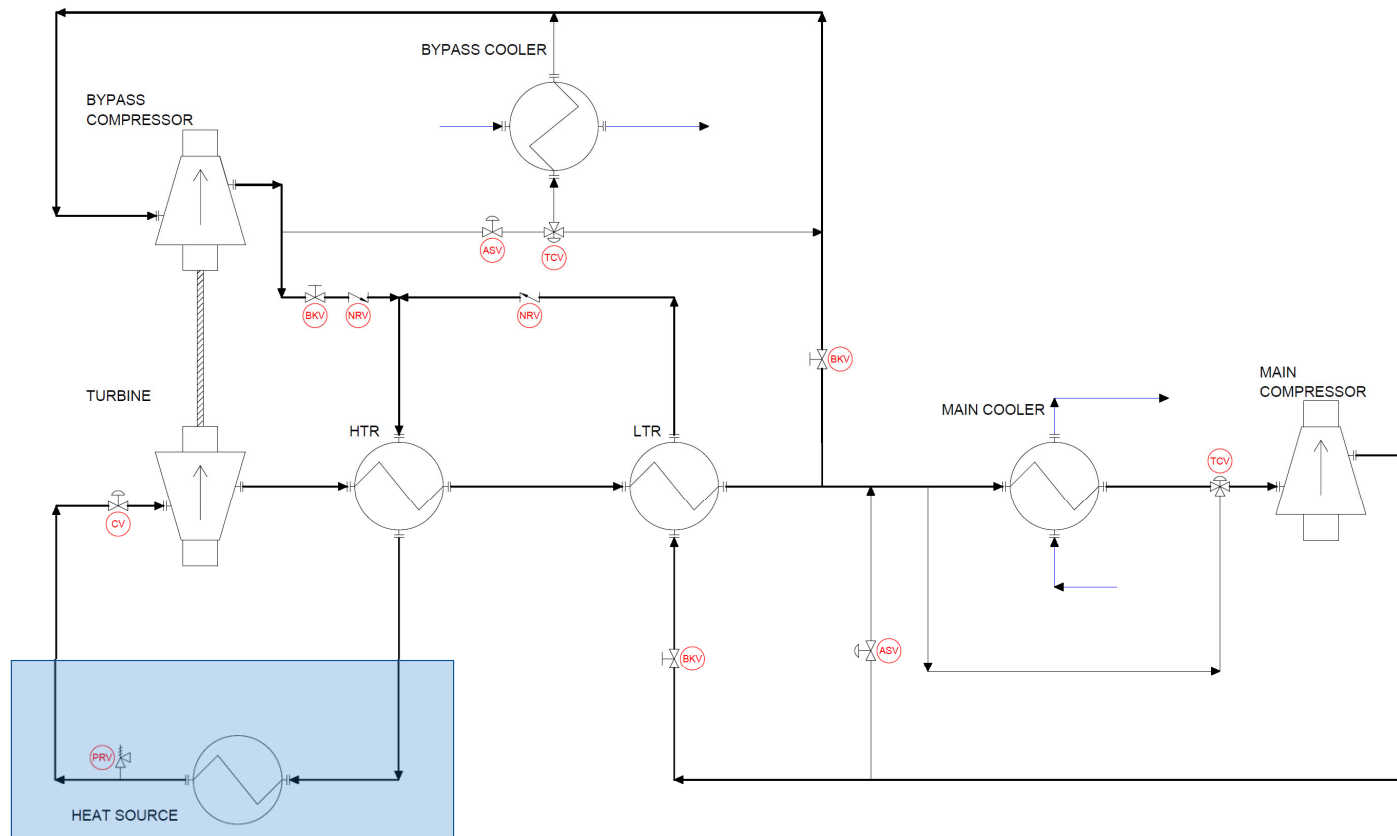 BYPASS COOLER
BYPASS
COMPRESSOR
ASV
TCV
BKV
NRV
NRV
BKV
TURBINE
MAIN
COMPRESSOR
MAIN COOLER
HTR
LTR
TCV
CV
BKV
ASV
PRV
HEAT SOURCE